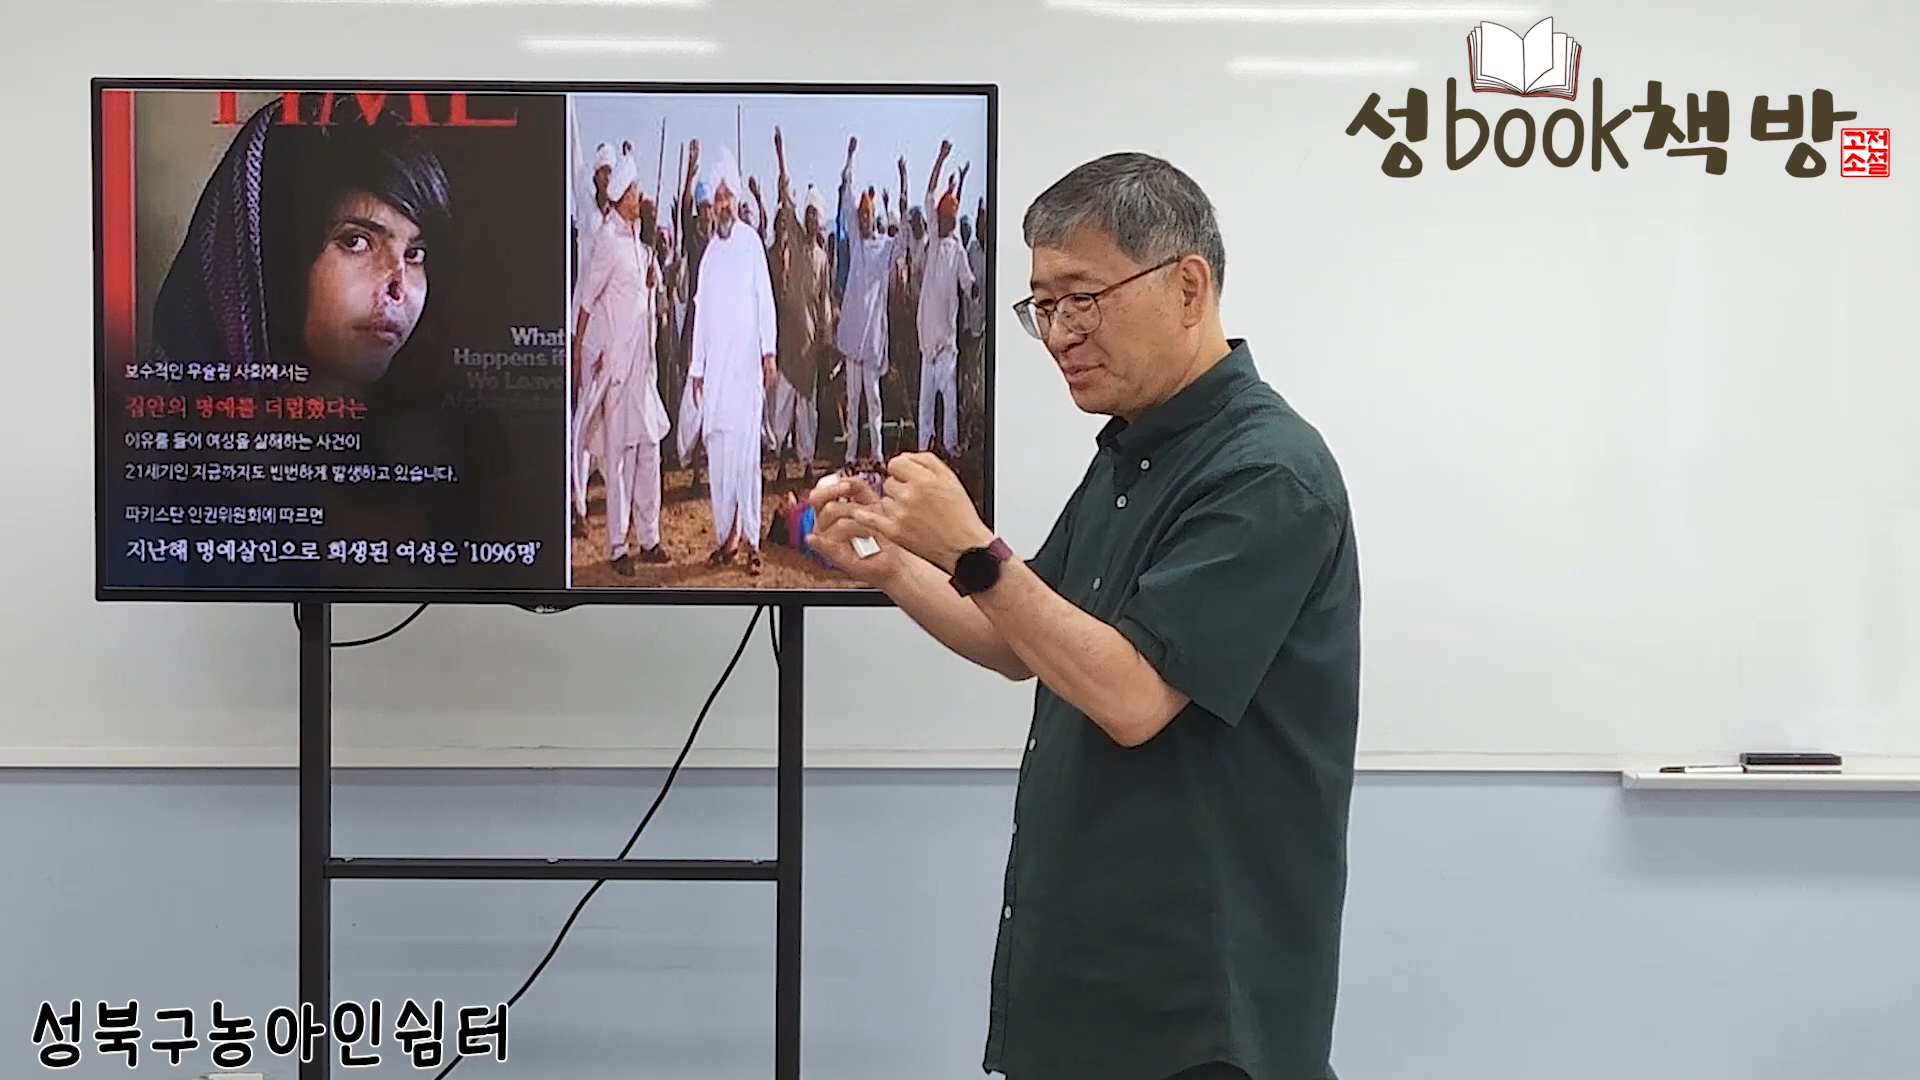 성book책방
고전
소설
TIME
What
Happens if
We Leave
Afghanistan
보수적인 무슬림 사회에서는
집안의 명예를 더럽혔다는
이유를 들어 여성을 살해하는 사건이
21세기인 지금까지도 빈번하게 발생하고 있습니다.
파키스탄 인권위원회에 따르면
지난해 명예살인으로 희생된 여성은 '1096명'
성북구농아인쉼터